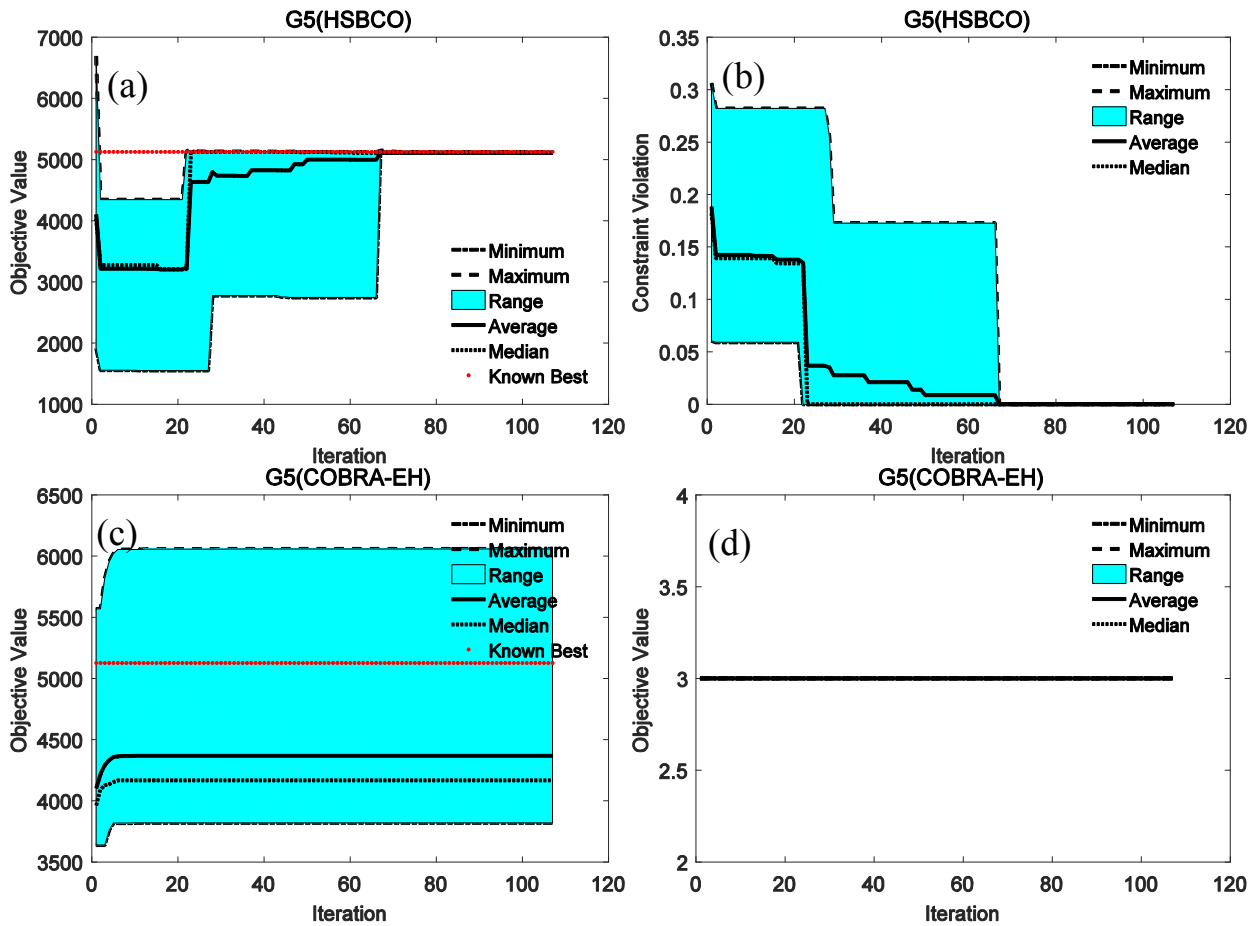 G5(HSBCO)
(a)
7000
6000
5000
4000
3000
2000
1000
Objective Value
Minimum
Maximum
Range
Average
Median
Known Best
0 20 40 60 80 100 120
Iteration
G5(HSBCO)
(b)
0.35
0.3
0.25
0.2
0.15
0.1
0.05
0
Constraint Violation
Minimum
Maximum
Range
Average
Median
0 20 40 60 80 100 120
Iteration
G5(COBRA-EH)
(c)
6500
6000
5500
5000
4500
4000
3500
Objective Value
Minimum
Maximum
Range
Average
Median
Known Best
0 20 40 60 80 100 120
Iteration
G5(COBRA-EH)
(d)
4
3.5
3
2.5
2
Objective Value
Minimum
Maximum
Range
Average
Median
0 20 40 60 80 100 120
Iteration